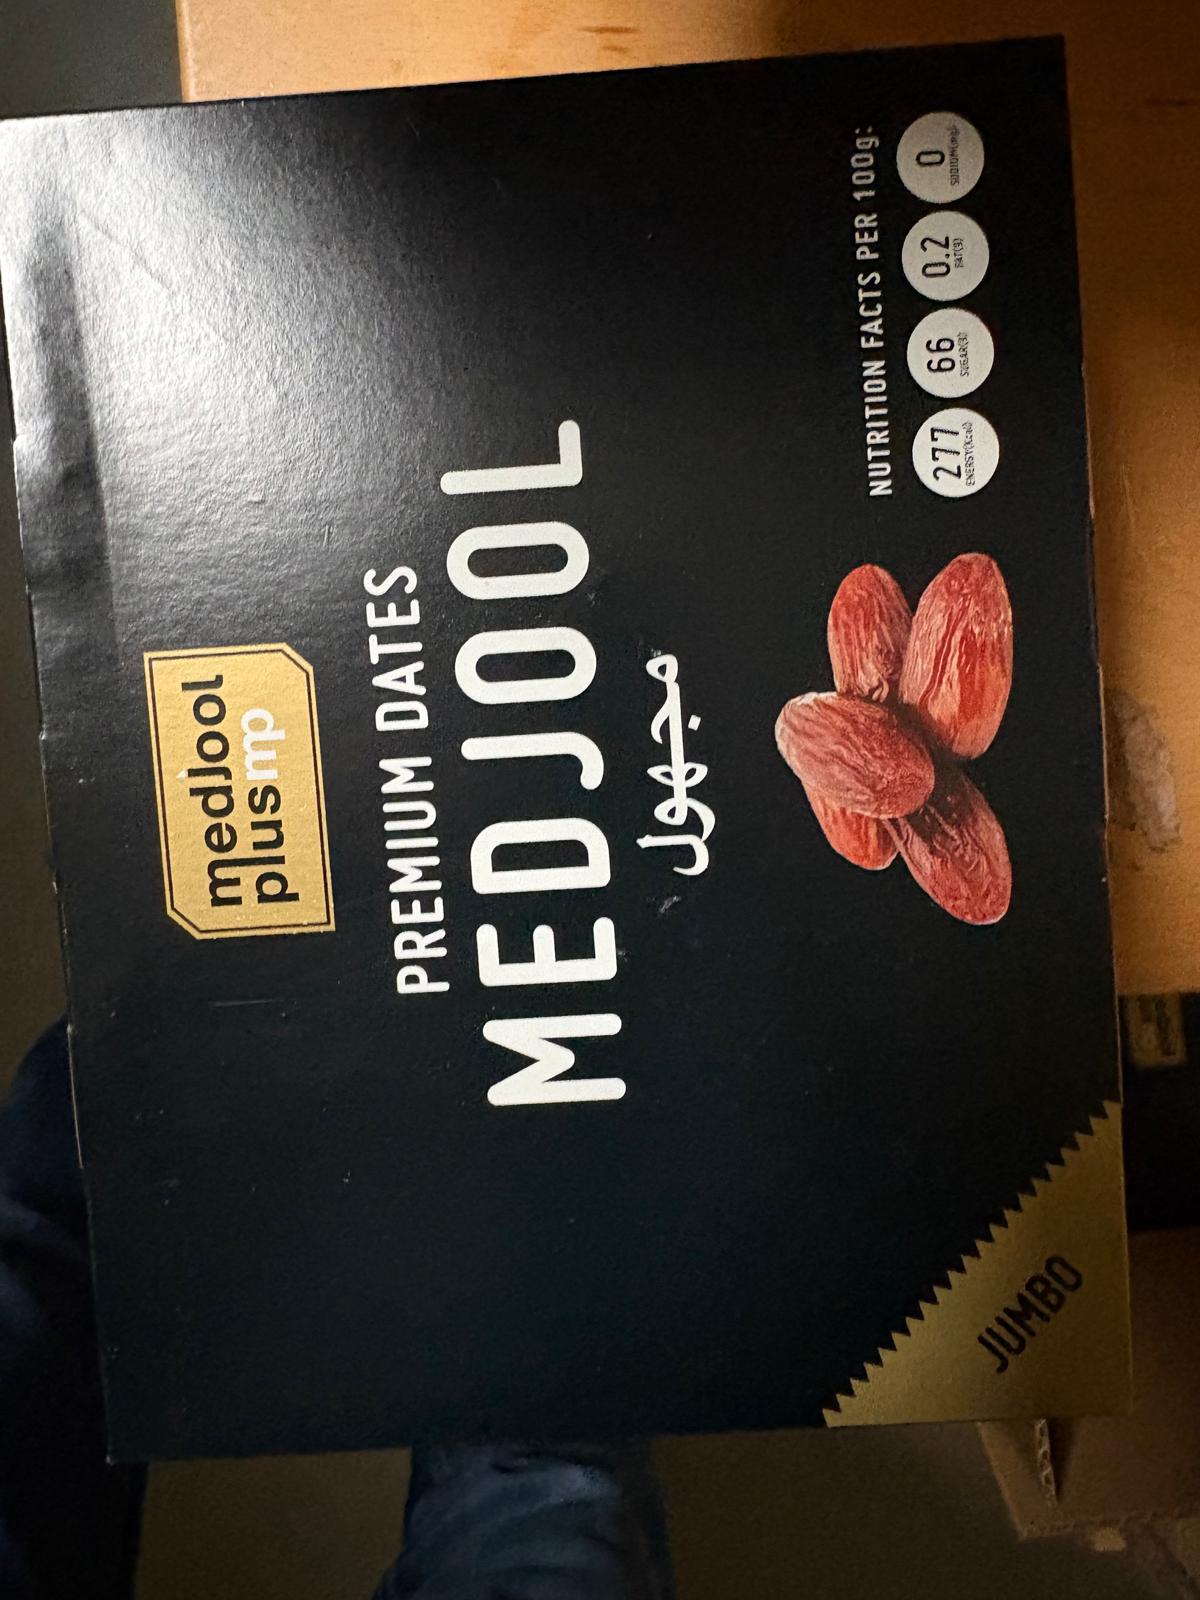 medjool
plusmp
PREMIUM DATES
MEDJOOL
مجهول
NUTRITION FACTS PER 100g:
277
ENERGY(Kcal)
66
SUGAR(g)
0.2
FAT(g)
0
SODIUM(mg)
JUMBO